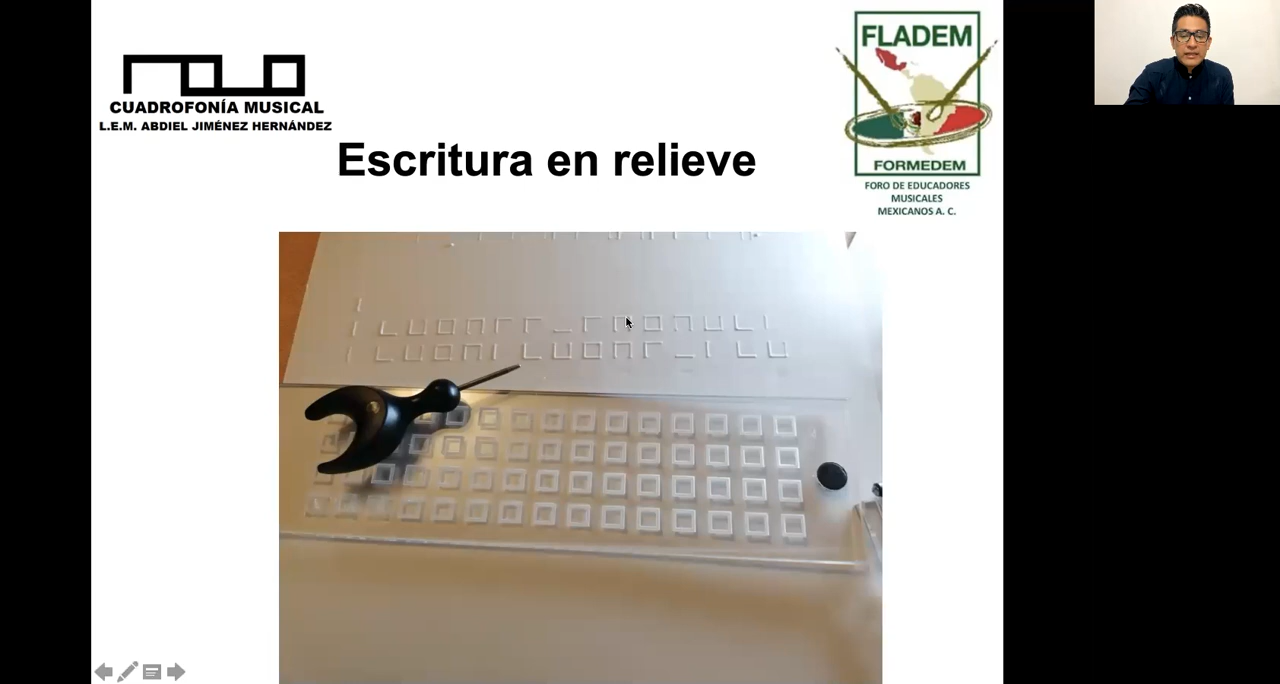 CUADROFONÍA MUSICAL
L.E.M. ABDIEL JIMÉNEZ HERNÁNDEZ
Escritura en relieve
FLADEM
FORMEDEM
FORO DE EDUCADORES
MUSICALES
MEXICANOS A. C.